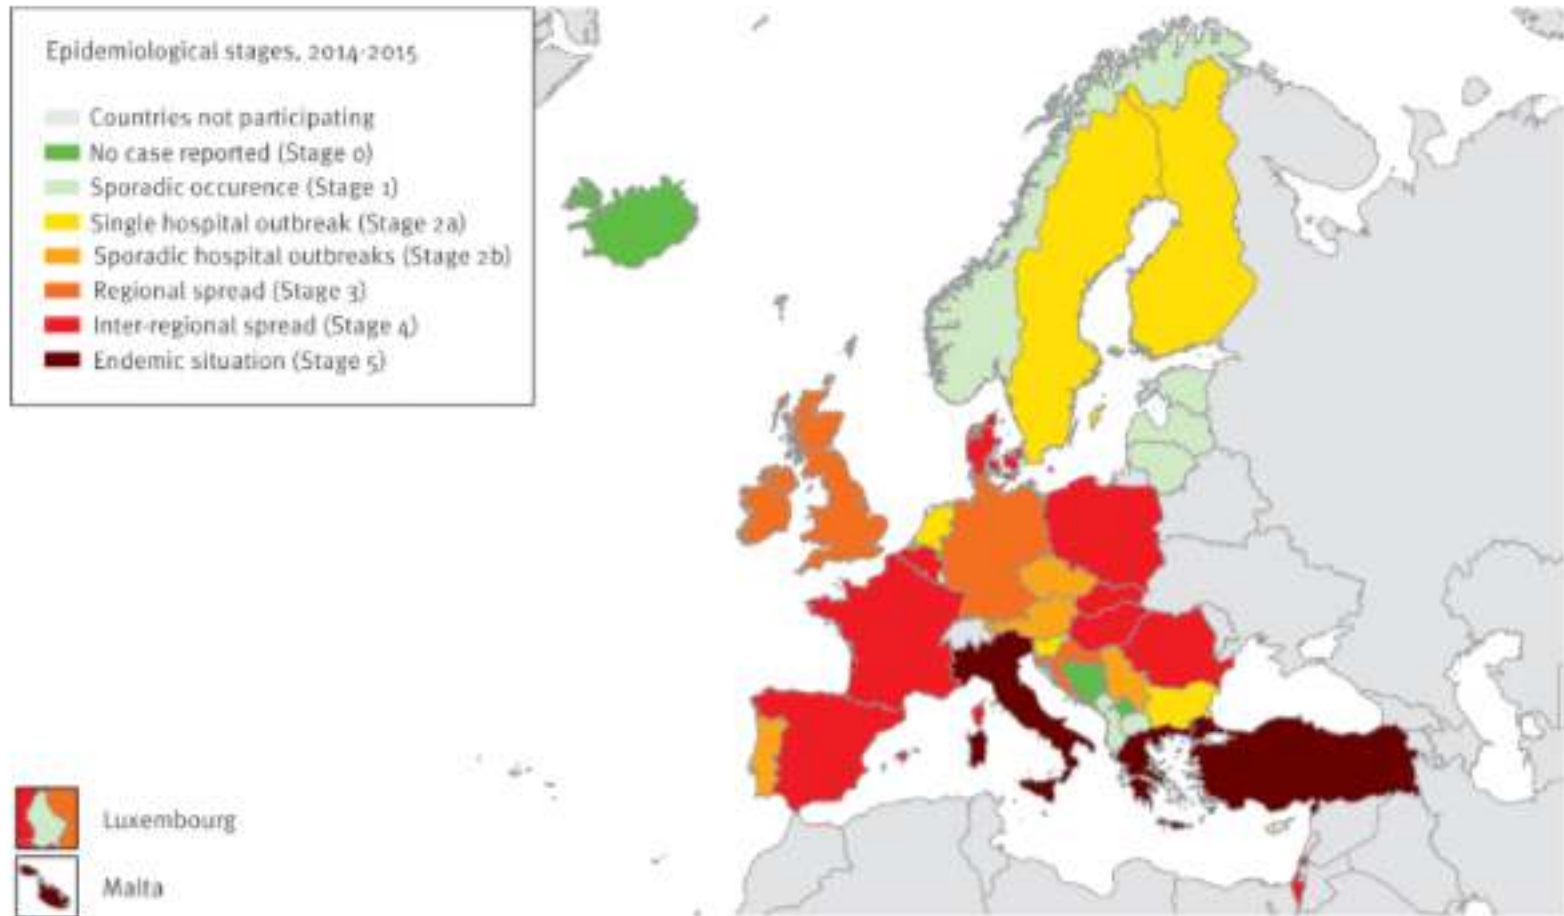 Epidemiological stages, 2014-2015
Countries not participating
No case reported (Stage 0)
Sporadic occurence (Stage 1)
Single hospital outbreak (Stage 2a)
Sporadic hospital outbreaks (Stage 2b)
Regional spread (Stage 3)
Inter-regional spread (Stage 4)
Endemic situation (Stage 5)
Luxembourg
Malta